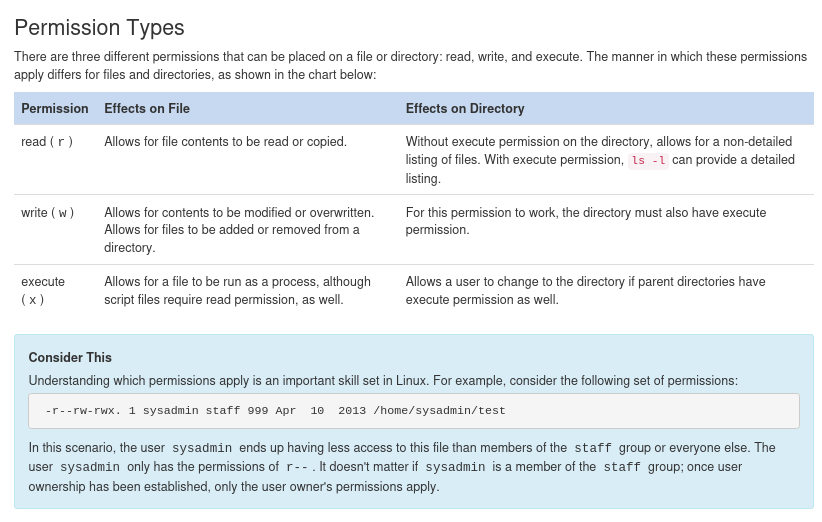 Permission Types
There are three different permissions that can be placed on a file or directory: read, write, and execute. The manner in which these permissions
apply differs for files and directories, as shown in the chart below:
Permission Effects on File Effects on Directory
read ( r ) Allows for file contents to be read or copied. Without execute permission on the directory, allows for a non-detailed
listing of files. With execute permission, ls -l can provide a detailed
listing.
write ( w ) Allows for contents to be modified or overwritten. For this permission to work, the directory must also have execute
Allows for files to be added or removed from a permission.
directory.
execute Allows for a file to be run as a process, although Allows a user to change to the directory if parent directories have
( x ) script files require read permission, as well. execute permission as well.
Consider This
Understanding which permissions apply is an important skill set in Linux. For example, consider the following set of permissions:
-r--rw-rwx. 1 sysadmin staff 999 Apr  10  2013 /home/sysadmin/test
In this scenario, the user sysadmin ends up having less access to this file than members of the staff group or everyone else. The
user sysadmin only has the permissions of r-- . It doesn't matter if sysadmin is a member of the staff group; once user
ownership has been established, only the user owner's permissions apply.